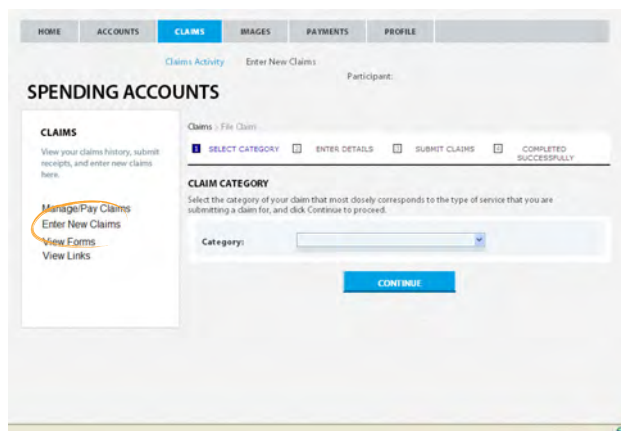 HOME ACCOUNTS CLAIMS IMAGES PAYMENTS PROFILE
Claims Activity Enter New Claims
Participant:
SPENDING ACCOUNTS
CLAIMS
View your claims history, submit
receipts, and enter new claims
here.
Manage/Pay Claims
Enter New Claims
View Forms
View Links
Claims > File Claim
1 SELECT CATEGORY 2 ENTER DETAILS 3 SUBMIT CLAIMS 4 COMPLETED
SUCCESSFULLY
CLAIM CATEGORY
Select the category of your claim that most closely corresponds to the type of service that you are
submitting a claim for, and click Continue to proceed.
Category:
CONTINUE